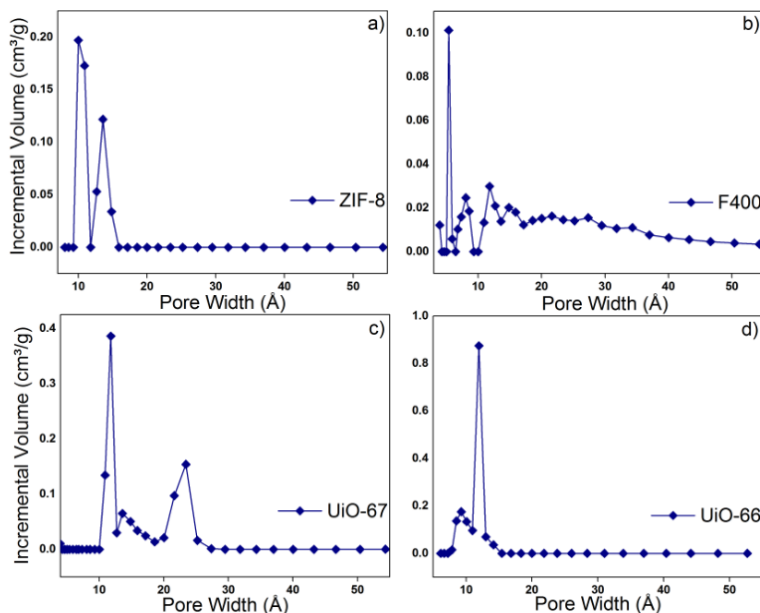 a)
Incremental Volume (cm³/g)
0.20
0.15
0.10
0.05
0.00
ZIF-8
10 20 30 40 50
Pore Width (Å)
b)
0.10
0.08
0.06
0.04
0.02
0.00
F400
10 20 30 40 50
Pore Width (Å)
c)
Incremental Volume (cm³/g)
0.4
0.3
0.2
0.1
0.0
UiO-67
10 20 30 40 50
Pore Width (Å)
d)
1.0
0.8
0.6
0.4
0.2
0.0
UiO-66
10 20 30 40 50
Pore Width (Å)